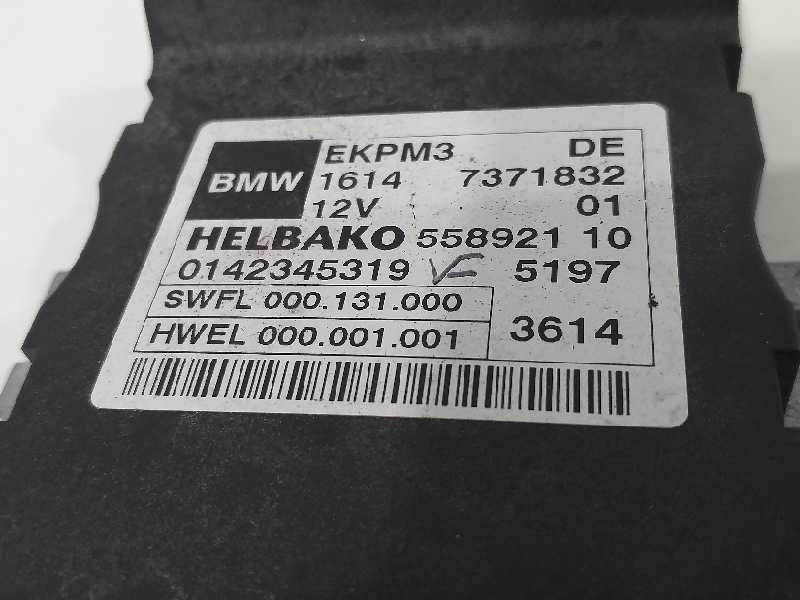 BMW
EKPM3 DE
1614 7371832
12V 01
HELBAKO 558921 10
0142345319 5197
SWFL 000.131.000
HWEL 000.001.001
3614